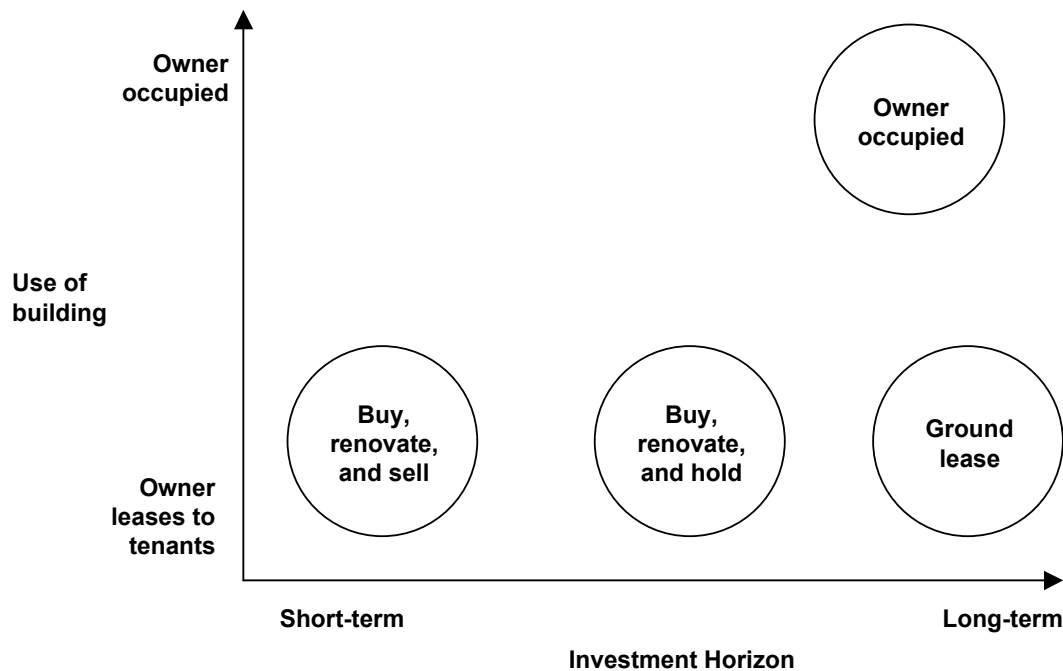 Owner
occupied
Owner
occupied
Use of
building
Buy,
renovate,
and sell
Buy,
renovate,
and hold
Ground
lease
Owner
leases to
tenants
Short-term
Long-term
Investment Horizon